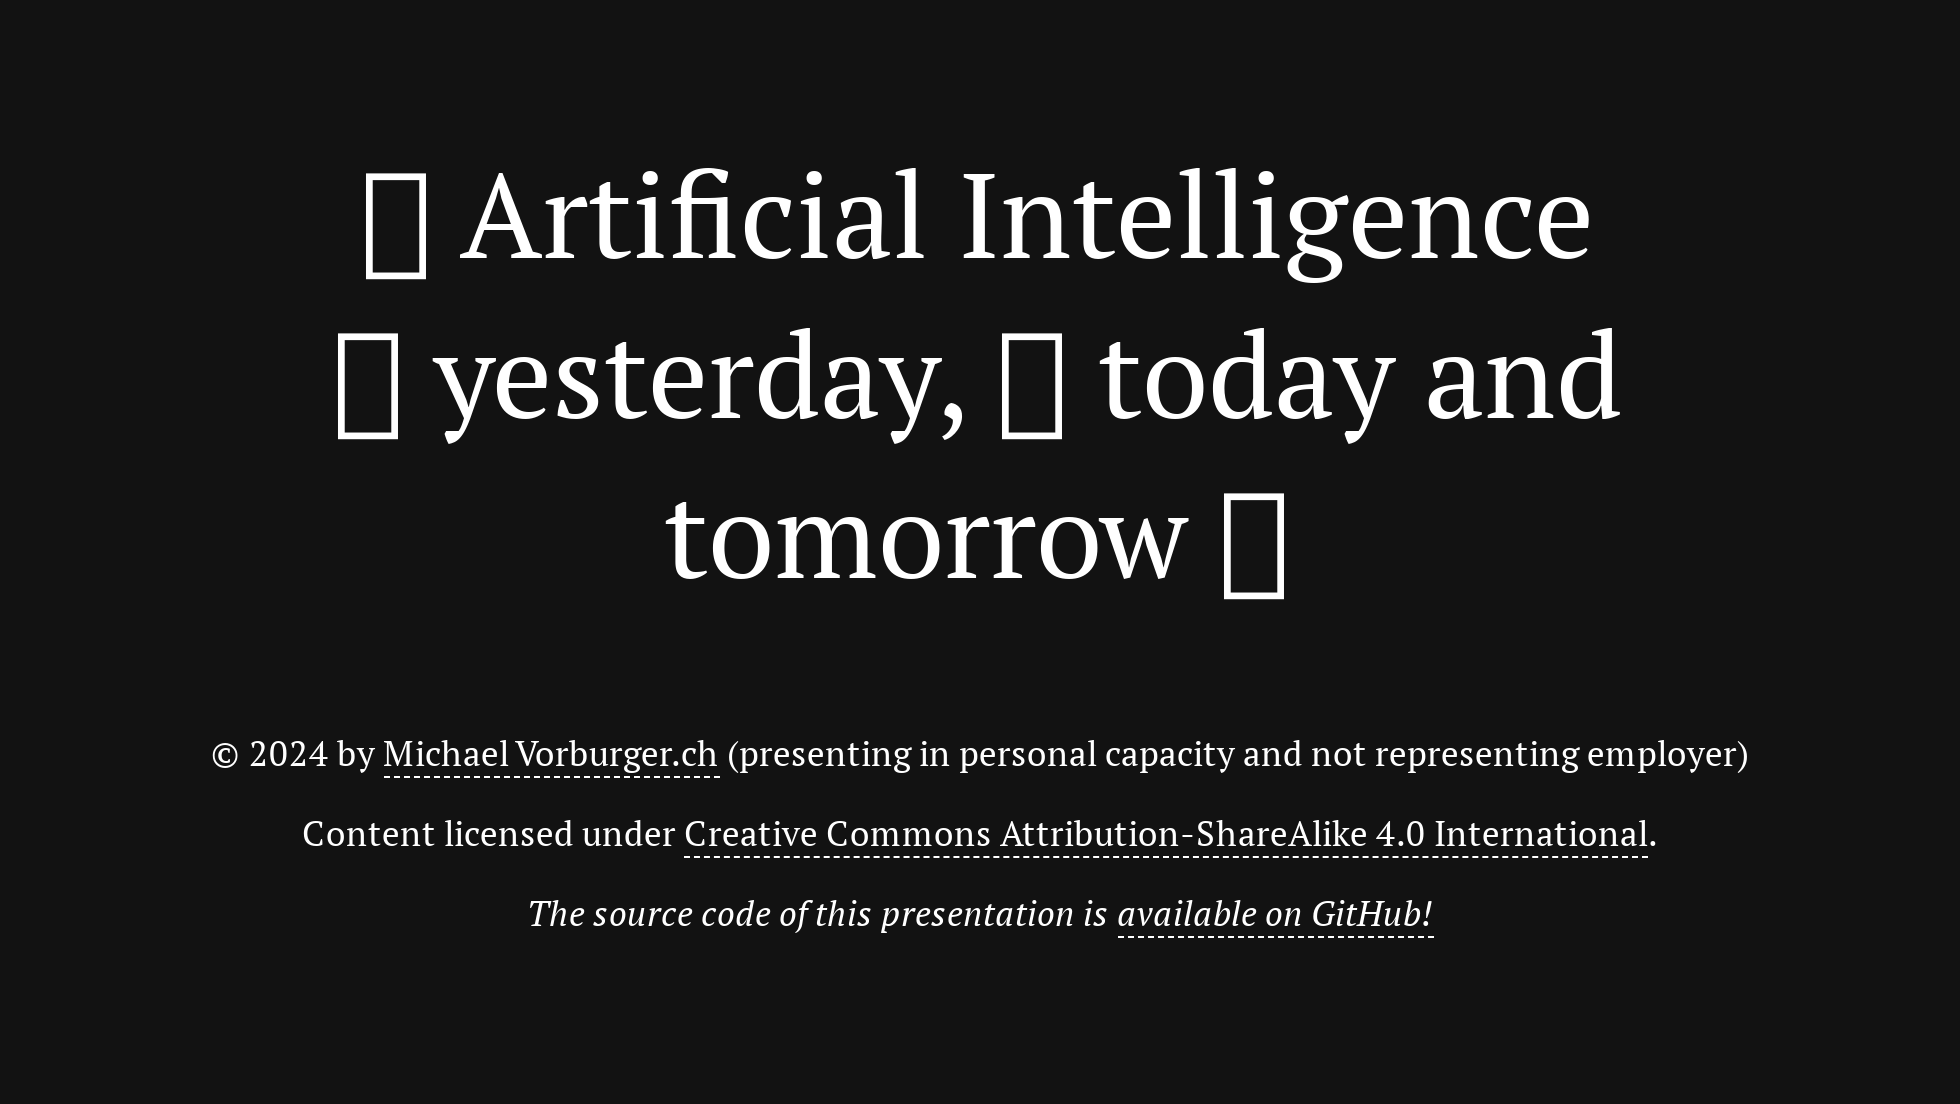 Artificial Intelligence
yesterday, today and
tomorrow
© 2024 by Michael Vorburger.ch (presenting in personal capacity and not representing employer)
Content licensed under Creative Commons Attribution-ShareAlike 4.0 International.
The source code of this presentation is available on GitHub!